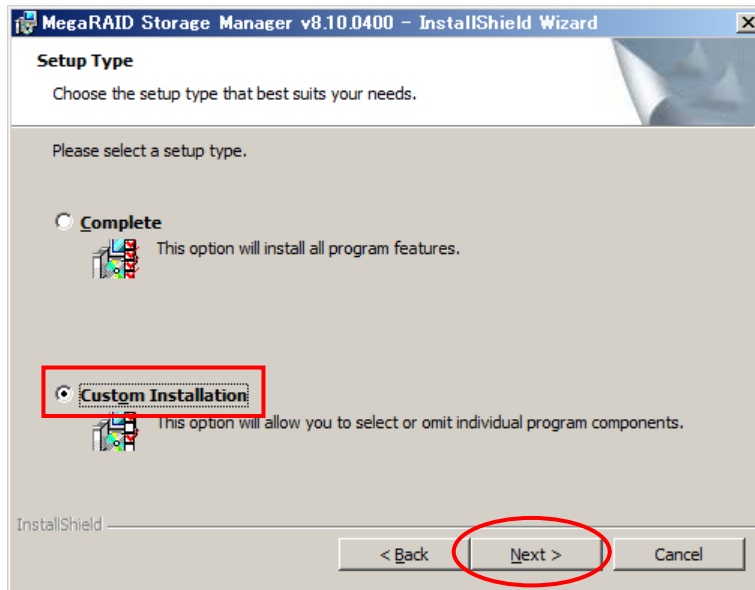 MegaRAID Storage Manager v8.10.0400 - InstallShield Wizard
Setup Type
Choose the setup type that best suits your needs.
Please select a setup type.
Complete
This option will install all program features.
Custom Installation
This option will allow you to select or omit individual program components.
InstallShield
< Back
Next >
Cancel